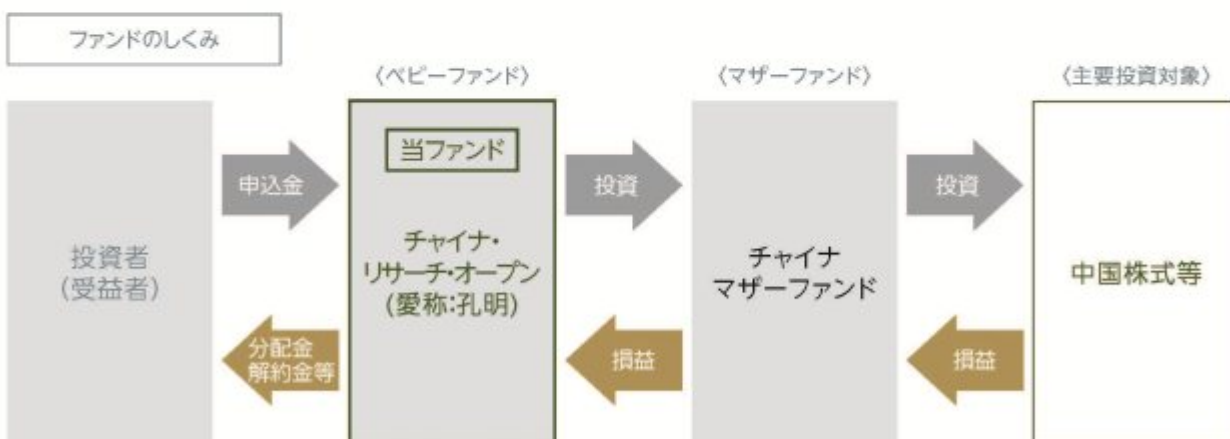 ファンドのしくみ
〈ベビーファンド〉
〈マザーファンド〉
〈主要投資対象〉
投資者
(受益者)
申込金
分配金
解約金等
当ファンド
チャイナ・
リサーチ・オープン
(愛称:孔明)
投資
損益
チャイナ
マザーファンド
投資
損益
中国株式等